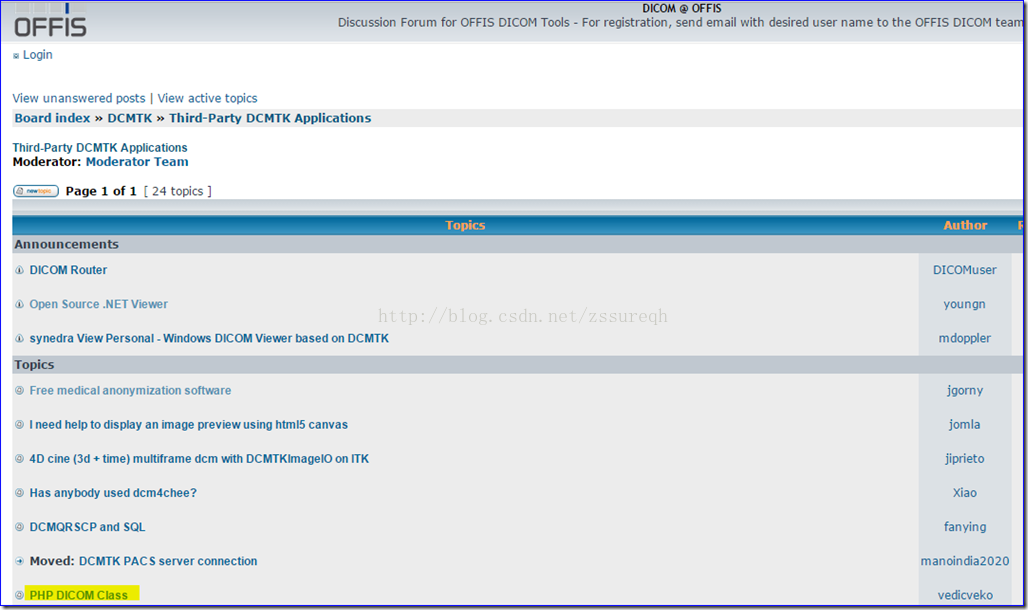 OFFIS
DICOM @ OFFIS
Discussion Forum for OFFIS DICOM Tools - For registration, send email with desired user name to the OFFIS DICOM team
Login
View unanswered posts | View active topics
Board index » DCMTK » Third-Party DCMTK Applications
Third-Party DCMTK Applications
Moderator: Moderator Team
newtopic Page 1 of 1 [ 24 topics ]
Topics Author
Announcements
DICOM Router DICOMuser
Open Source .NET Viewer youngn
http://blog.csdn.net/zssureqh
synedra View Personal - Windows DICOM Viewer based on DCMTK mdoppler
Topics
Free medical anonymization software jgorny
I need help to display an image preview using html5 canvas jomla
4D cine (3d + time) multiframe dcm with DCMTKImageIO on ITK jiprieto
Has anybody used dcm4chee? Xiao
DCMQRSCP and SQL fanying
Moved: DCMTK PACS server connection manoindia2020
PHP DICOM Class vedicveko